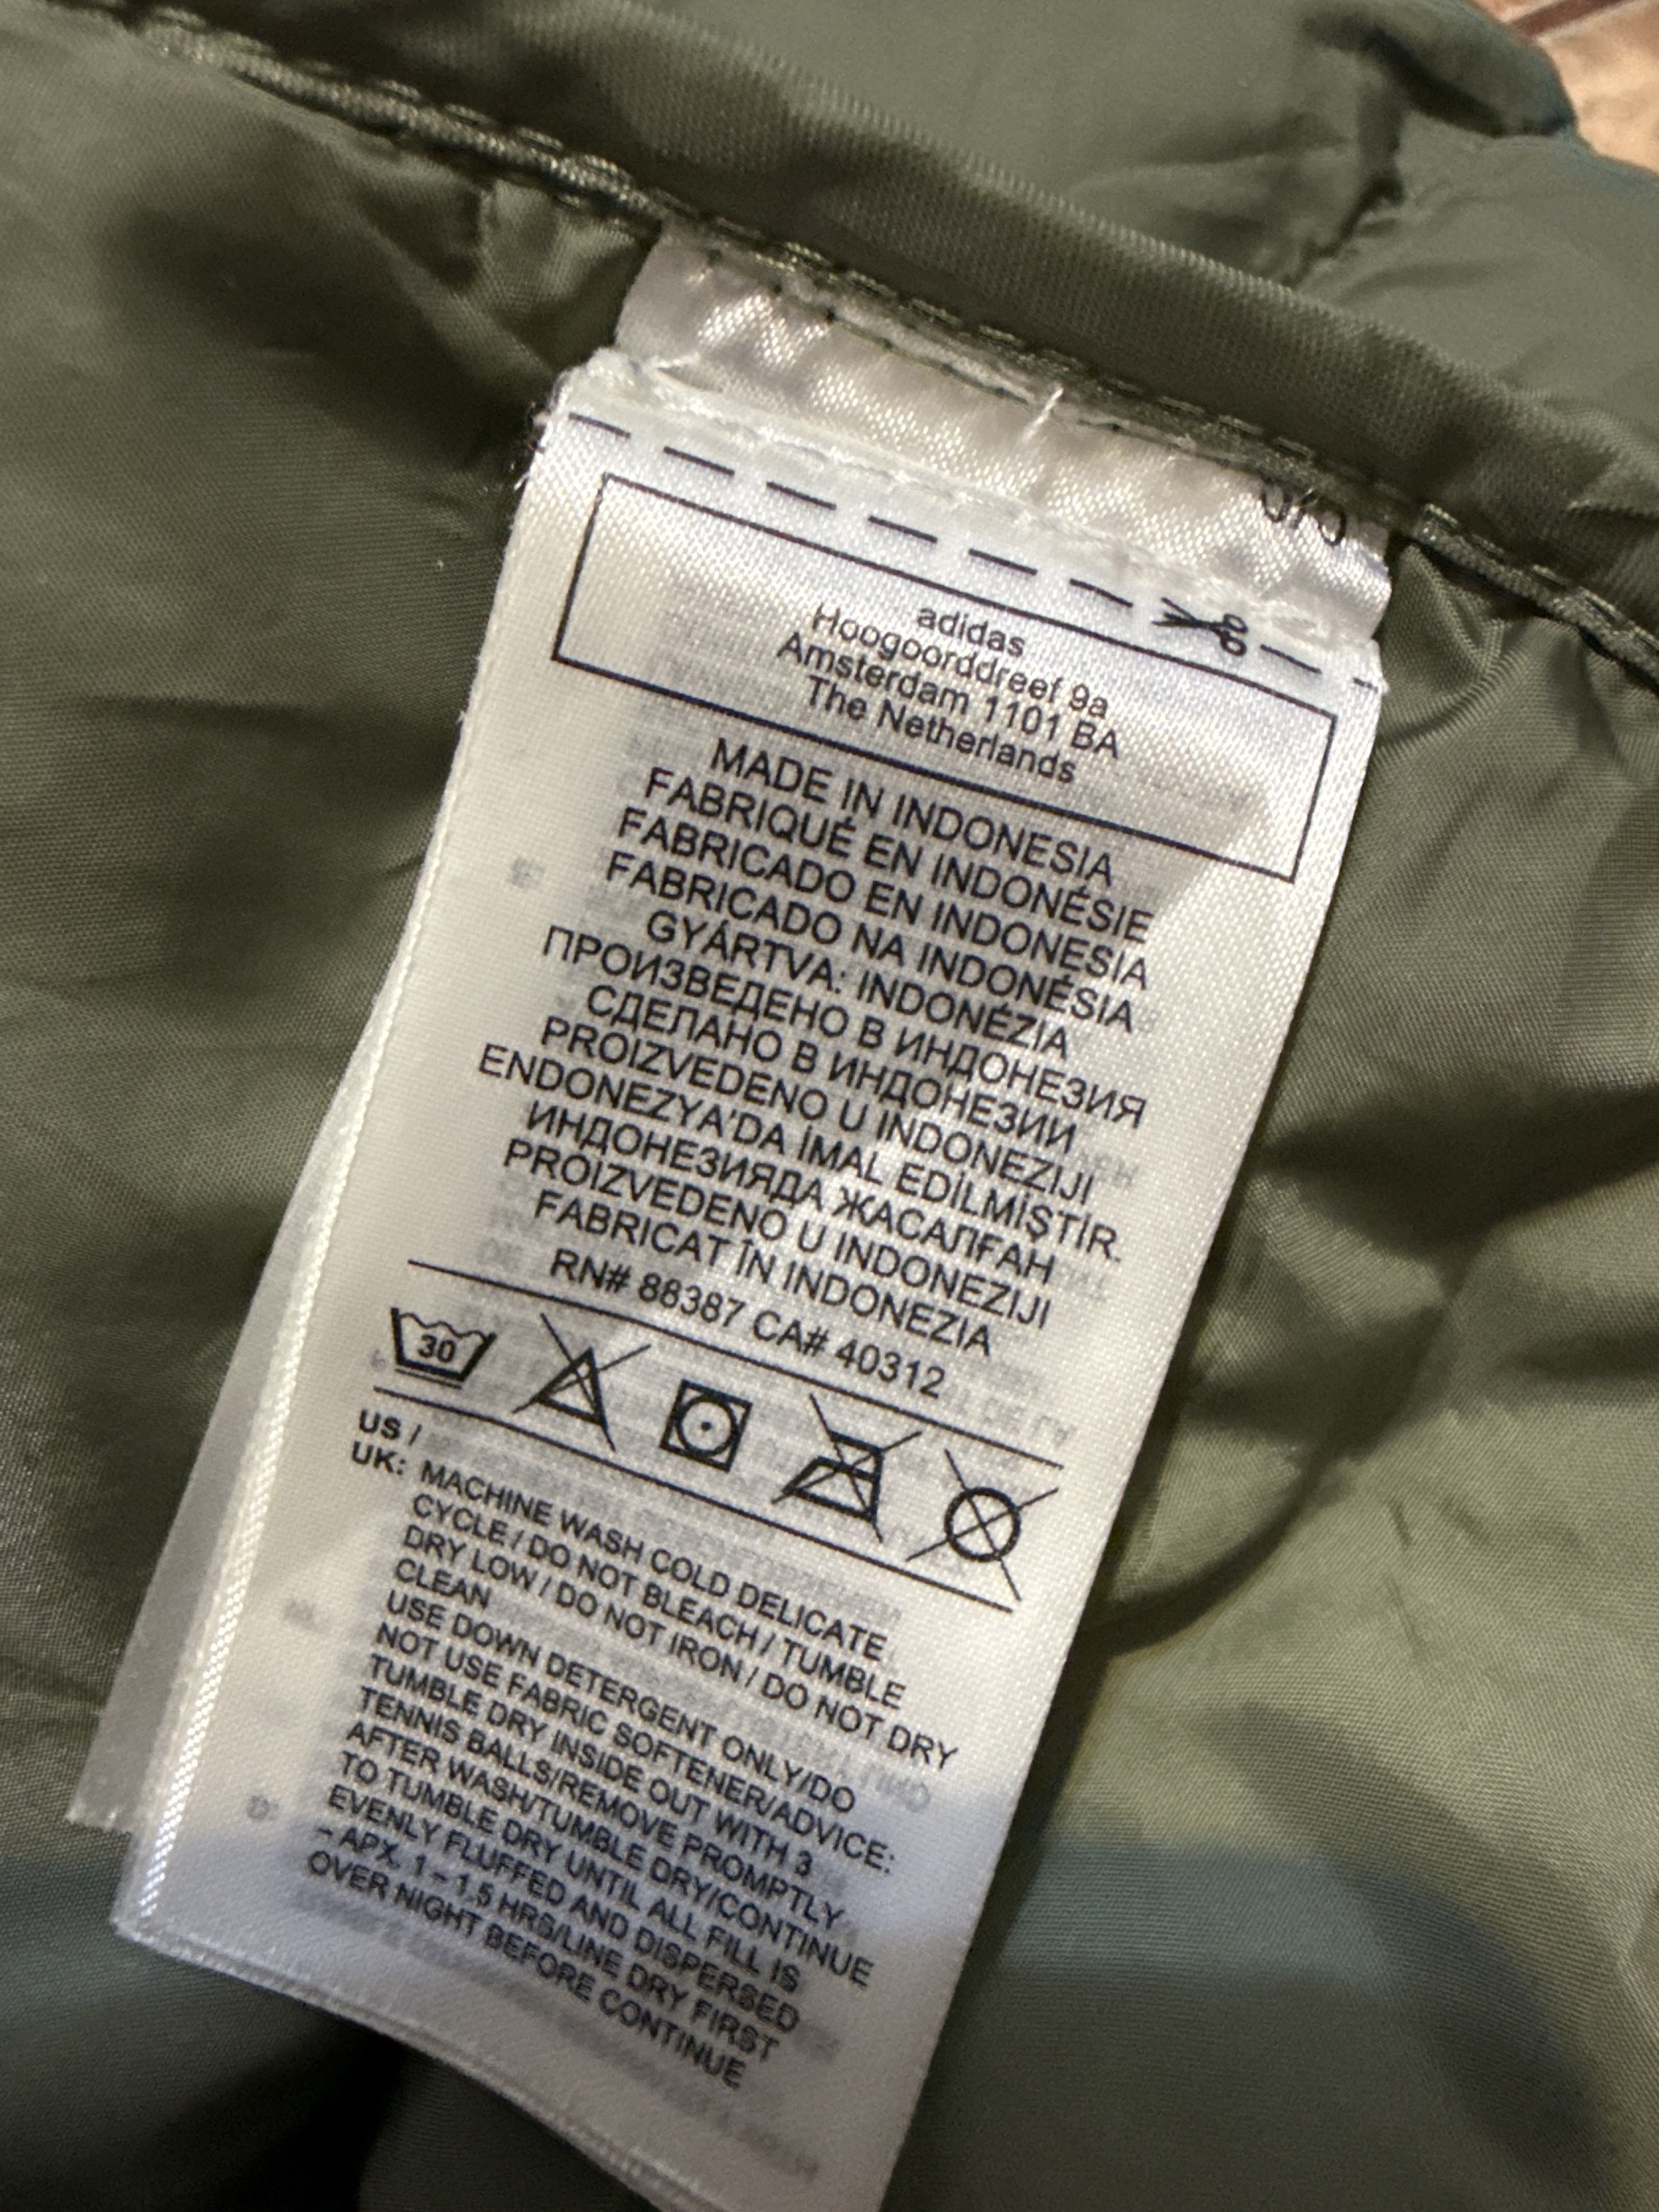 adidas
Hoogoorddreef 9a
Amsterdam 1101 BA
The Netherlands
MADE IN INDONESIA
FABRIQUÉ EN INDONÉSIE
FABRICADO EN INDONESIA
FABRICADO NA INDONÉSIA
GYÁRTVA: INDONÉZIA
ПРОИЗВЕДЕНО В ИНДОНЕЗИЯ
СДЕЛАНО В ИНДОНЕЗИИ
PROIZVEDENO U INDONEZIJI
ENDONEZYA'DA İMAL EDİLMİŞTİR.
ИНДОНЕЗИЯДА ЖАСАЛҒАН
PROIZVEDENO U INDONEZIJI
FABRICAT ÎN INDONEZIA
RN# 88387 CA# 40312
30
US /
UK: MACHINE WASH COLD DELICATE
CYCLE / DO NOT BLEACH / TUMBLE
DRY LOW / DO NOT IRON / DO NOT DRY
CLEAN
USE DOWN DETERGENT ONLY/DO
NOT USE FABRIC SOFTENER/ADVICE:
TUMBLE DRY INSIDE OUT WITH 3
TENNIS BALLS/REMOVE PROMPTLY
AFTER WASH/TUMBLE DRY/CONTINUE
TO TUMBLE DRY UNTIL ALL FILL IS
EVENLY FLUFFED AND DISPERSED
– APX. 1 – 1,5 HRS/LINE DRY FIRST
OVER NIGHT BEFORE CONTINUE